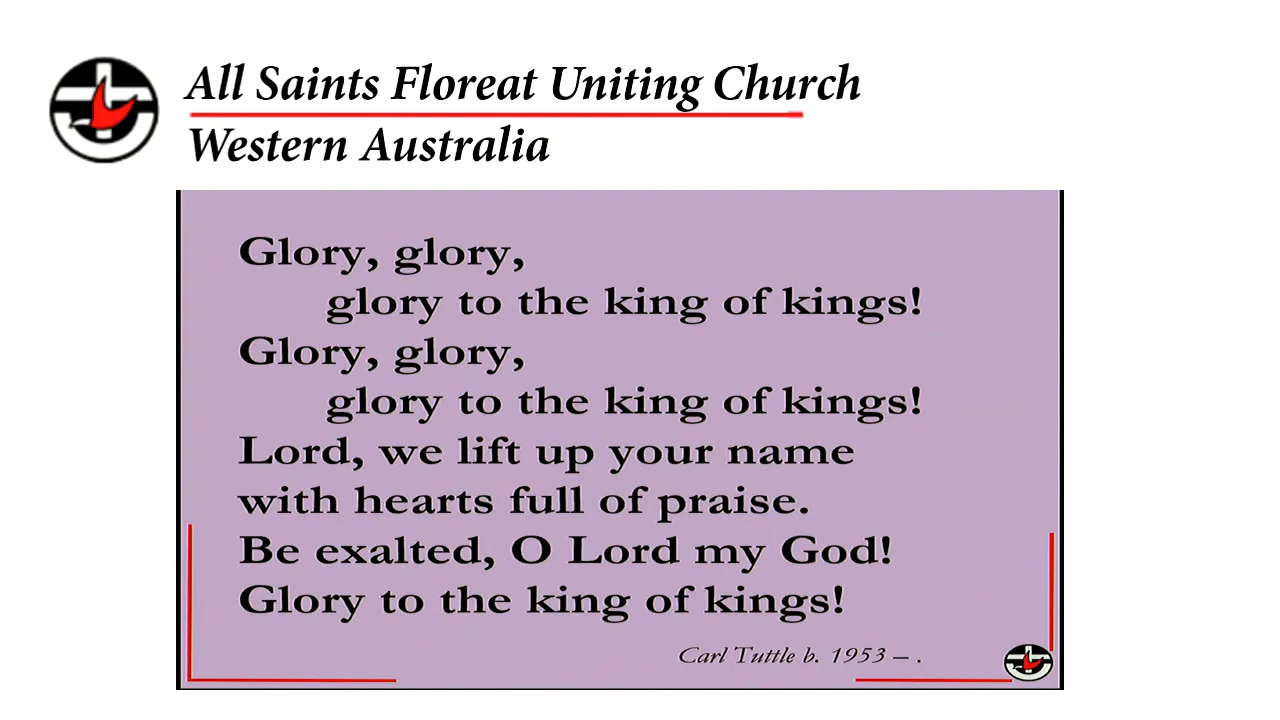 All Saints Floreat Uniting Church
Western Australia
Glory, glory,
glory to the king of kings!
Glory, glory,
glory to the king of kings!
Lord, we lift up your name
with hearts full of praise.
Be exalted, O Lord my God!
Glory to the king of kings!
Carl Tuttle b. 1953 – .